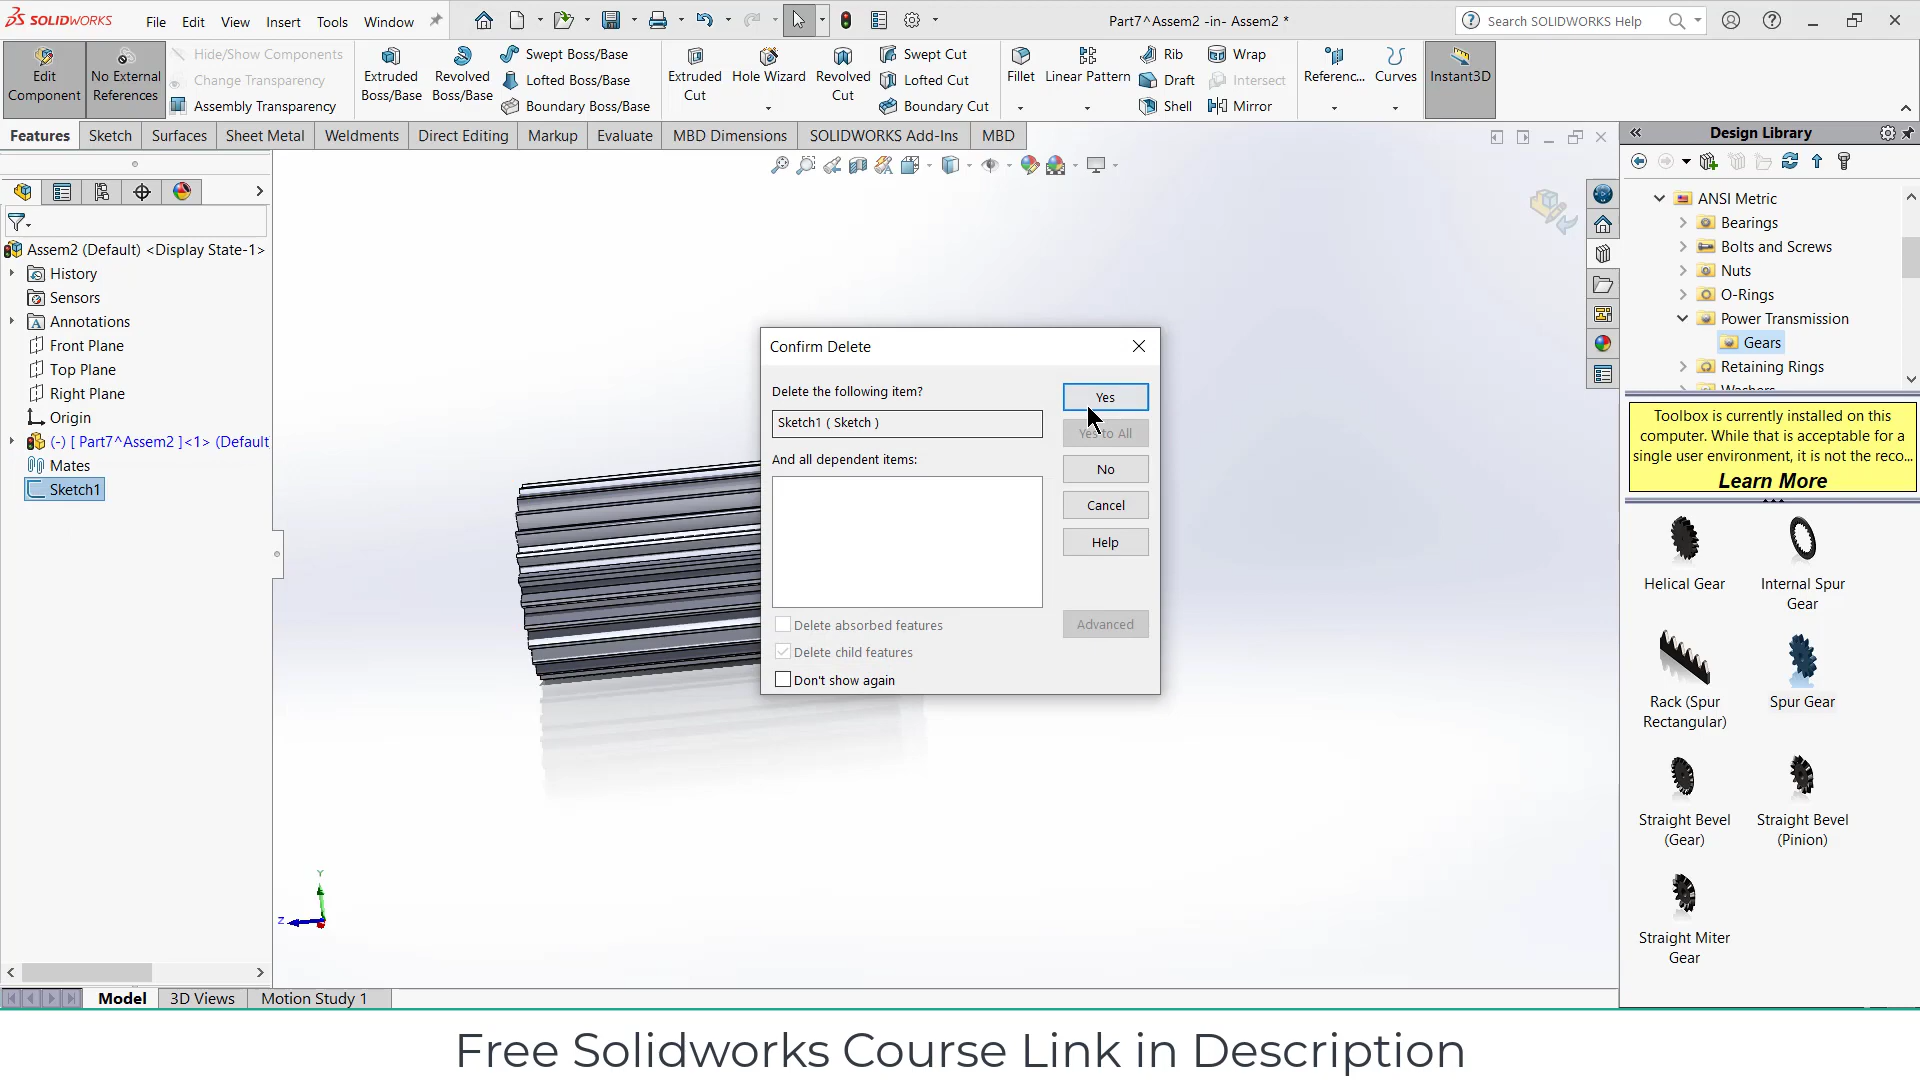 SOLIDWORKS
File Edit View Insert Tools Window
Part7^Assem2 -in- Assem2 *
Search SOLIDWORKS Help
Edit Component
No External References
Hide/Show Components
Change Transparency
Assembly Transparency
Extruded Boss/Base
Revolved Boss/Base
Swept Boss/Base
Lofted Boss/Base
Boundary Boss/Base
Extruded Cut
Hole Wizard
Revolved Cut
Swept Cut
Lofted Cut
Boundary Cut
Fillet
Linear Pattern
Rib
Draft
Shell
Wrap
Intersect
Mirror
Referenc...
Curves
Instant3D
Features Sketch Surfaces Sheet Metal Weldments Direct Editing Markup Evaluate MBD Dimensions SOLIDWORKS Add-Ins MBD
Assem2 (Default) <Display State-1>
History
Sensors
Annotations
Front Plane
Top Plane
Right Plane
Origin
(-) [ Part7^Assem2 ]<1> (Default
Mates
Sketch1
Confirm Delete
Delete the following item?
Sketch1 ( Sketch )
And all dependent items:
Delete absorbed features
Delete child features
Don't show again
Yes
Yes to All
No
Cancel
Help
Advanced
Y
Z
Design Library
ANSI Metric
Bearings
Bolts and Screws
Nuts
O-Rings
Power Transmission
Gears
Retaining Rings
Washers
Toolbox is currently installed on this
computer. While that is acceptable for a
single user environment, it is not the reco...
Learn More
Helical Gear
Internal Spur Gear
Rack (Spur Rectangular)
Spur Gear
Straight Bevel (Gear)
Straight Bevel (Pinion)
Straight Miter Gear
Model 3D Views Motion Study 1
Free Solidworks Course Link in Description